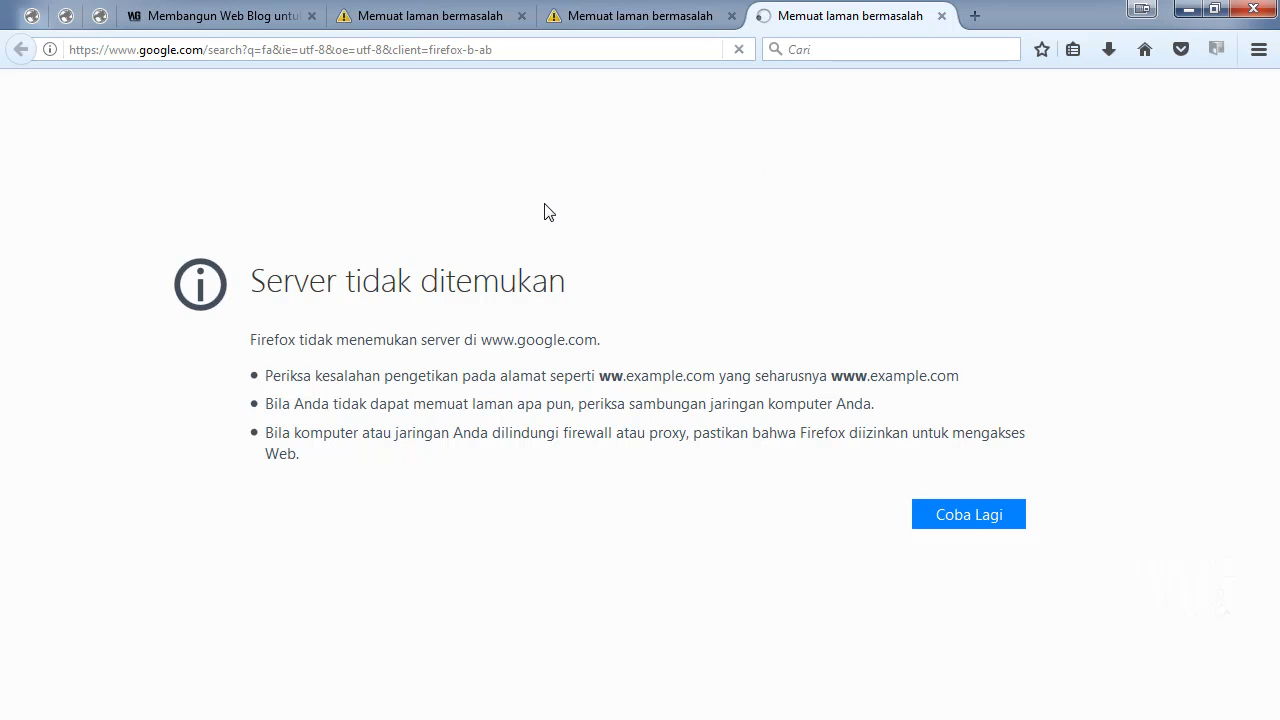 Membangun Web Blog untu
Memuat laman bermasalah
Memuat laman bermasalah
Memuat laman bermasalah
https://www.google.com/search?q=fa&ie=utf-8&oe=utf-8&client=firefox-b-ab
Cari
Server tidak ditemukan
Firefox tidak menemukan server di www.google.com.
Periksa kesalahan pengetikan pada alamat seperti ww.example.com yang seharusnya www.example.com
Bila Anda tidak dapat memuat laman apa pun, periksa sambungan jaringan komputer Anda.
Bila komputer atau jaringan Anda dilindungi firewall atau proxy, pastikan bahwa Firefox diizinkan untuk mengakses
Web.
Coba Lagi